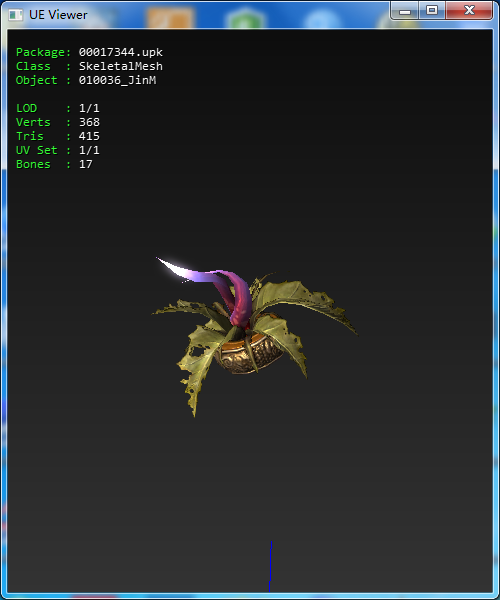 UE Viewer
Package: 00017344.upk
Class : SkeletalMesh
Object : 010036_JinM
LOD : 1/1
Verts : 368
Tris : 415
UV Set : 1/1
Bones : 17